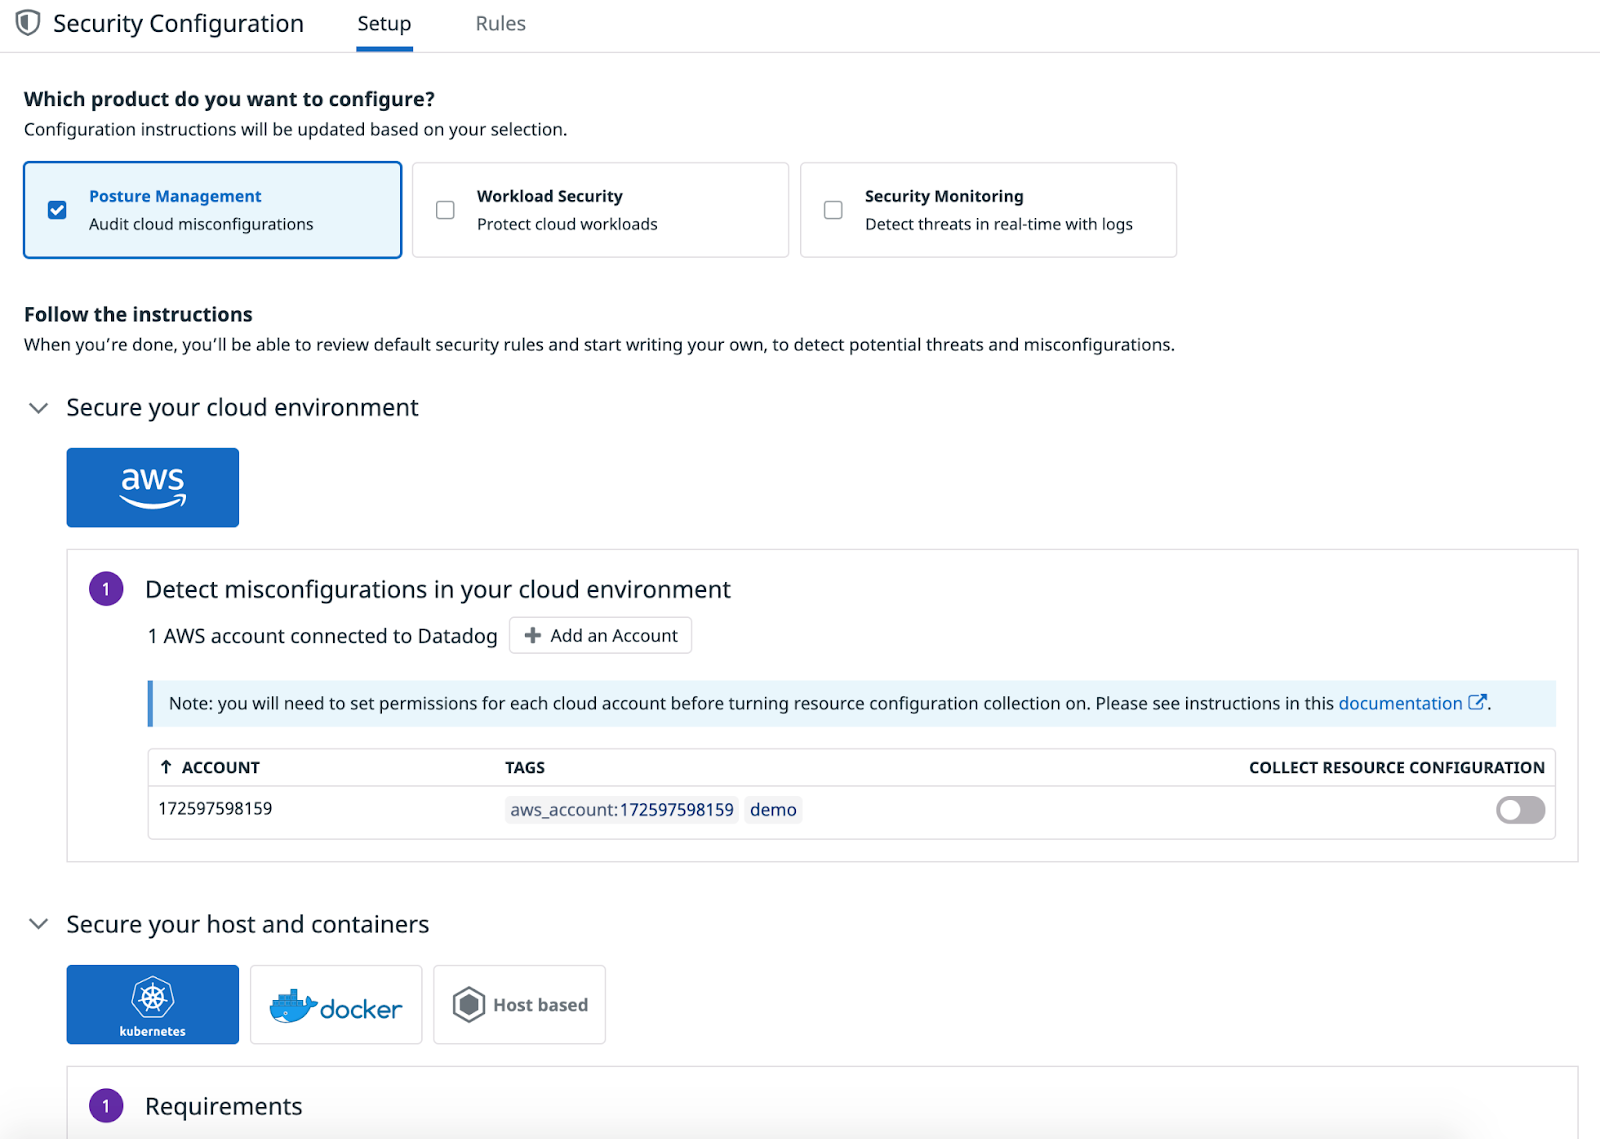 Security Configuration Setup Rules
Which product do you want to configure?
Configuration instructions will be updated based on your selection.
Posture Management
Audit cloud misconfigurations
Workload Security
Protect cloud workloads
Security Monitoring
Detect threats in real-time with logs
Follow the instructions
When you’re done, you’ll be able to review default security rules and start writing your own, to detect potential threats and misconfigurations.
Secure your cloud environment
aws
1 Detect misconfigurations in your cloud environment
1 AWS account connected to Datadog + Add an Account
Note: you will need to set permissions for each cloud account before turning resource configuration collection on. Please see instructions in this documentation.
↑ ACCOUNT TAGS COLLECT RESOURCE CONFIGURATION
172597598159 aws_account:172597598159 demo
Secure your host and containers
kubernetes
docker
Host based
1 Requirements